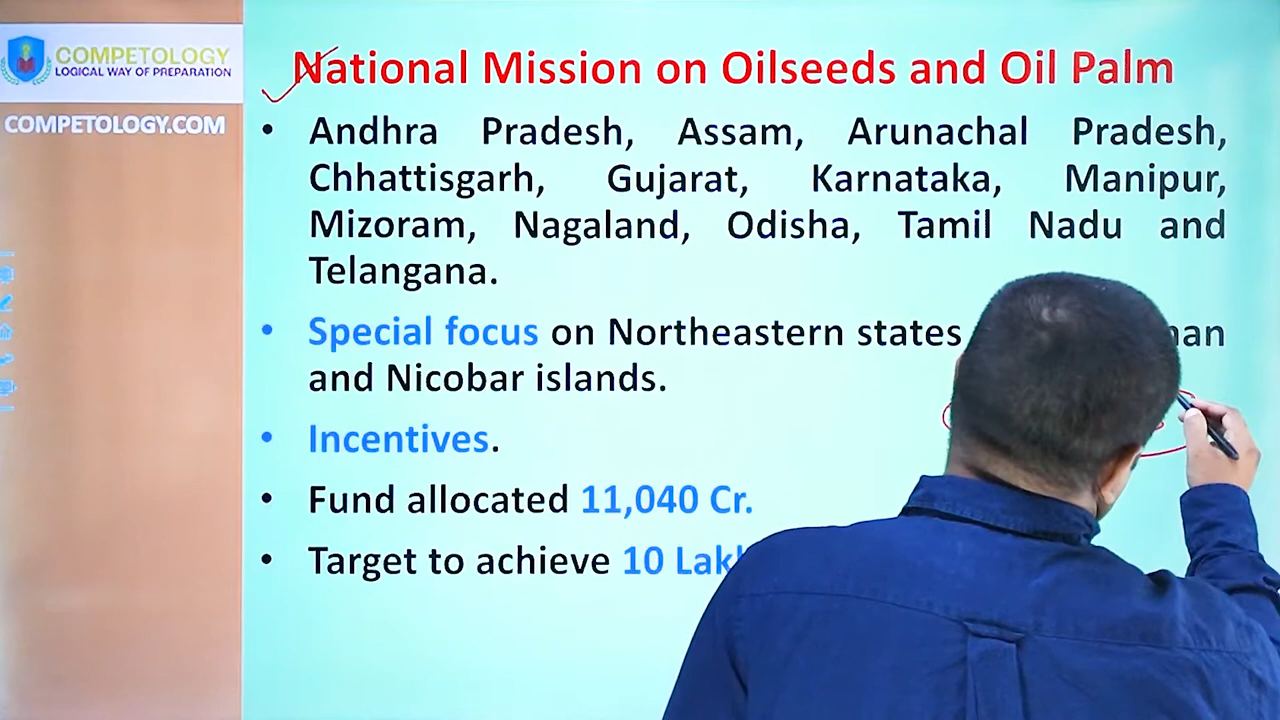 COMPETOLOGY
LOGICAL WAY OF PREPARATION
COMPETOLOGY.COM
National Mission on Oilseeds and Oil Palm
• Andhra Pradesh, Assam, Arunachal Pradesh,
Chhattisgarh, Gujarat, Karnataka, Manipur,
Mizoram, Nagaland, Odisha, Tamil Nadu and
Telangana.
• Special focus on Northeastern states
and Nicobar islands.
• Incentives.
• Fund allocated 11,040 Cr.
• Target to achieve 10